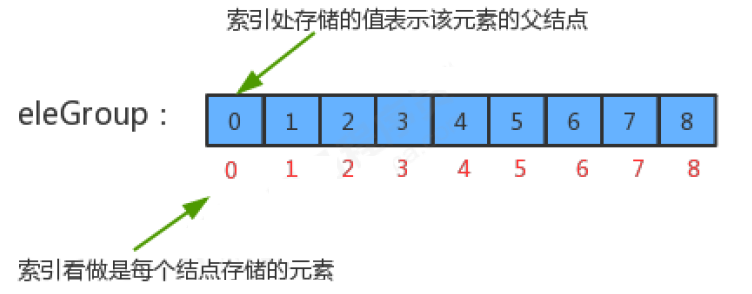 索引处存储的值表示该元素的父结点
eleGroup：
0 1 2 3 4 5 6 7 8
0 1 2 3 4 5 6 7 8
索引看做是每个结点存储的元素